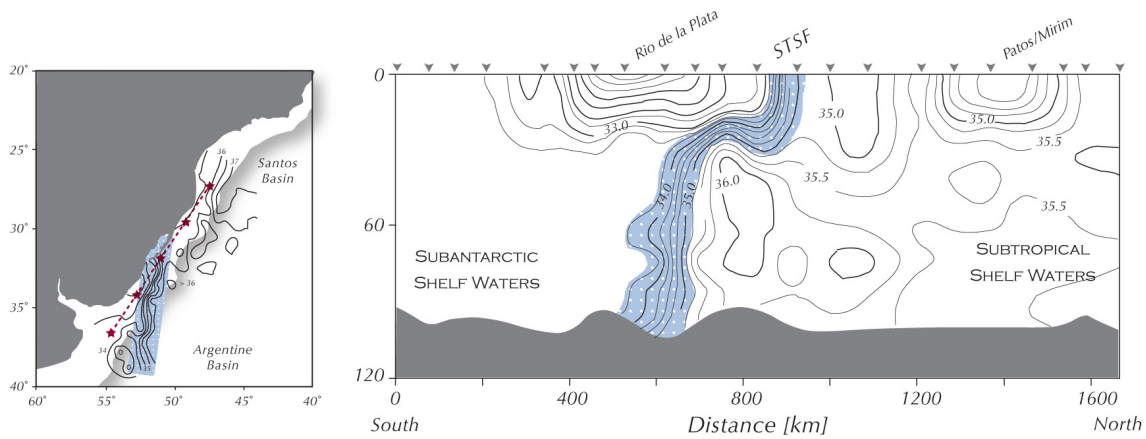 20°
25°
30°
35°
40°
60°
55°
50°
45°
40°
36
37
Santos
Basin
> 36
34
35
Argentine
Basin
Rio de la Plata
STSF
Patos/Mirim
0
60
120
33.0
34.0
35.0
36.0
35.0
35.5
35.0
35.5
35.5
SUBANTARCTIC
SHELF WATERS
SUBTROPICAL
SHELF WATERS
400
800
1200
1600
South
Distance [km]
North